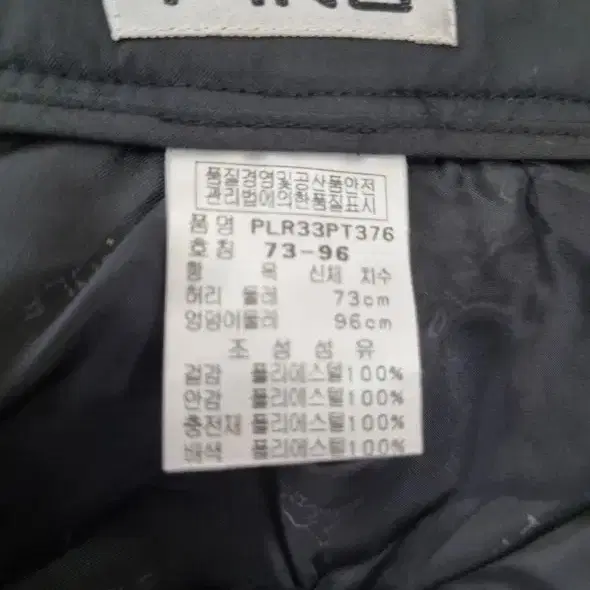 품질경영및공산품안전
관리법에의한품질표시
품 명 PLR33PT376
호 칭 73-96
항 목 신체 치수
허리 둘레 73cm
엉덩이둘레 96cm
조 성 섬 유
겉감 폴리에스텔100%
안감 폴리에스텔100%
충전재 폴리에스텔100%
배색 폴리에스텔100%